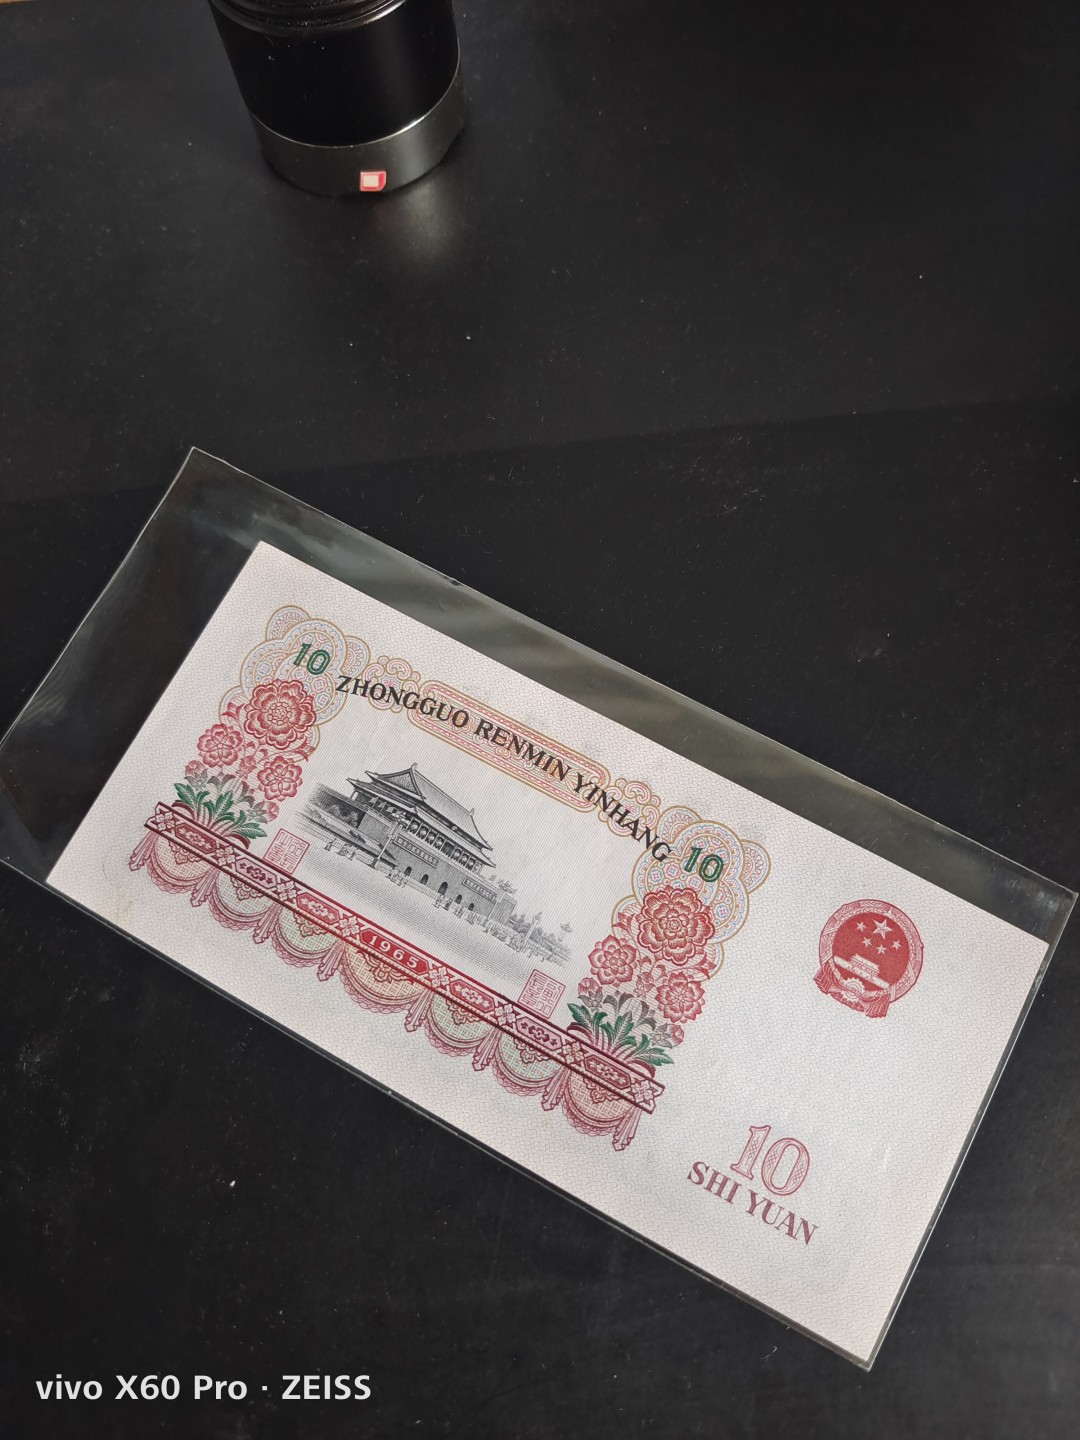 10 ZHONGGUO RENMIN YINHANG 10
1965
10
SHI YUAN
vivo X60 Pro · ZEISS